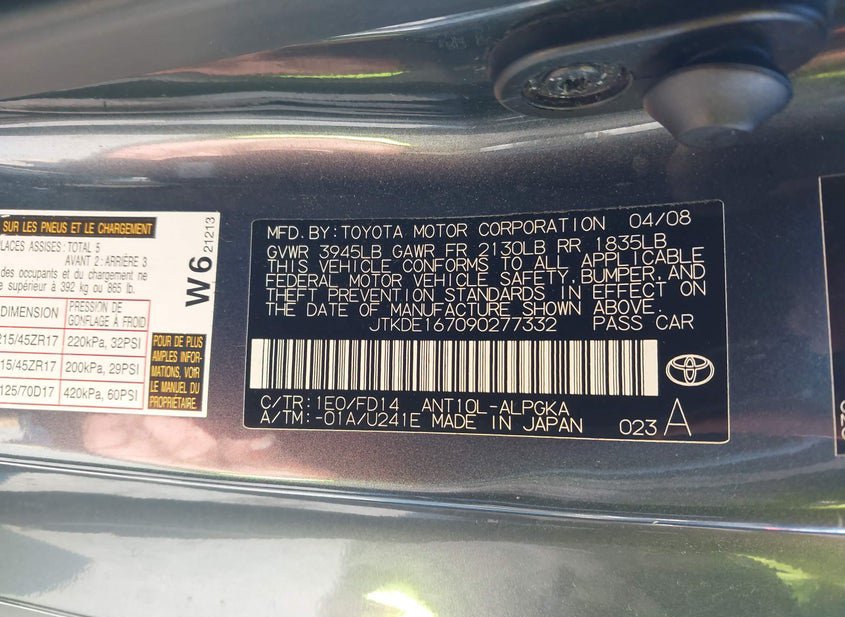 SUR LES PNEUS ET LE CHARGEMENT
PLACES ASSISES: TOTAL 5
AVANT 2: ARRIÈRE 3
des occupants et du chargement ne
supérieur à 392 kg ou 865 lb.
DIMENSION
PRESSION DE
GONFLAGE À FROID
215/45ZR17 220kPa, 32PSI
215/45ZR17 200kPa, 29PSI
125/70D17 420kPa, 60PSI
W6 21213
POUR DE PLUS
AMPLES INFOR-
MATIONS, VOIR
LE MANUEL DU
PROPRIÉTAIRE.
MFD. BY: TOYOTA MOTOR CORPORATION 04/08
GVWR 3945LB GAWR FR 2130LB RR 1835LB
THIS VEHICLE CONFORMS TO ALL APPLICABLE
FEDERAL MOTOR VEHICLE SAFETY, BUMPER, AND
THEFT PREVENTION STANDARDS IN EFFECT ON
THE DATE OF MANUFACTURE SHOWN ABOVE.
JTKDE167090277332 PASS CAR
C/TR: 1E0/FD14 ANT10L-ALPGKA
A/TM: -01A/U241E MADE IN JAPAN 023 A